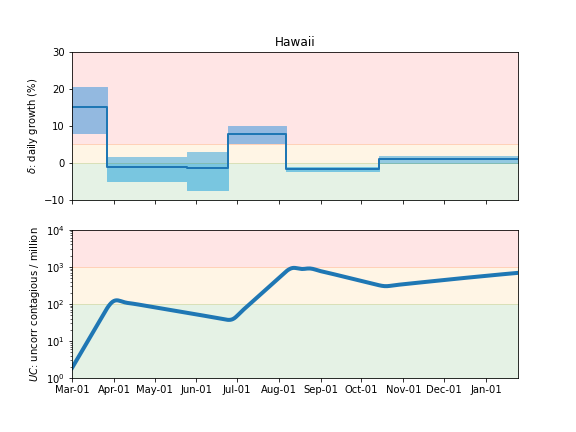 Hawaii
30
20
10
0
−10
δ: daily growth (%)
10⁴
10³
10²
10¹
10⁰
UC: uncorr contagious / million
Mar-01 Apr-01 May-01 Jun-01 Jul-01 Aug-01 Sep-01 Oct-01 Nov-01 Dec-01 Jan-01